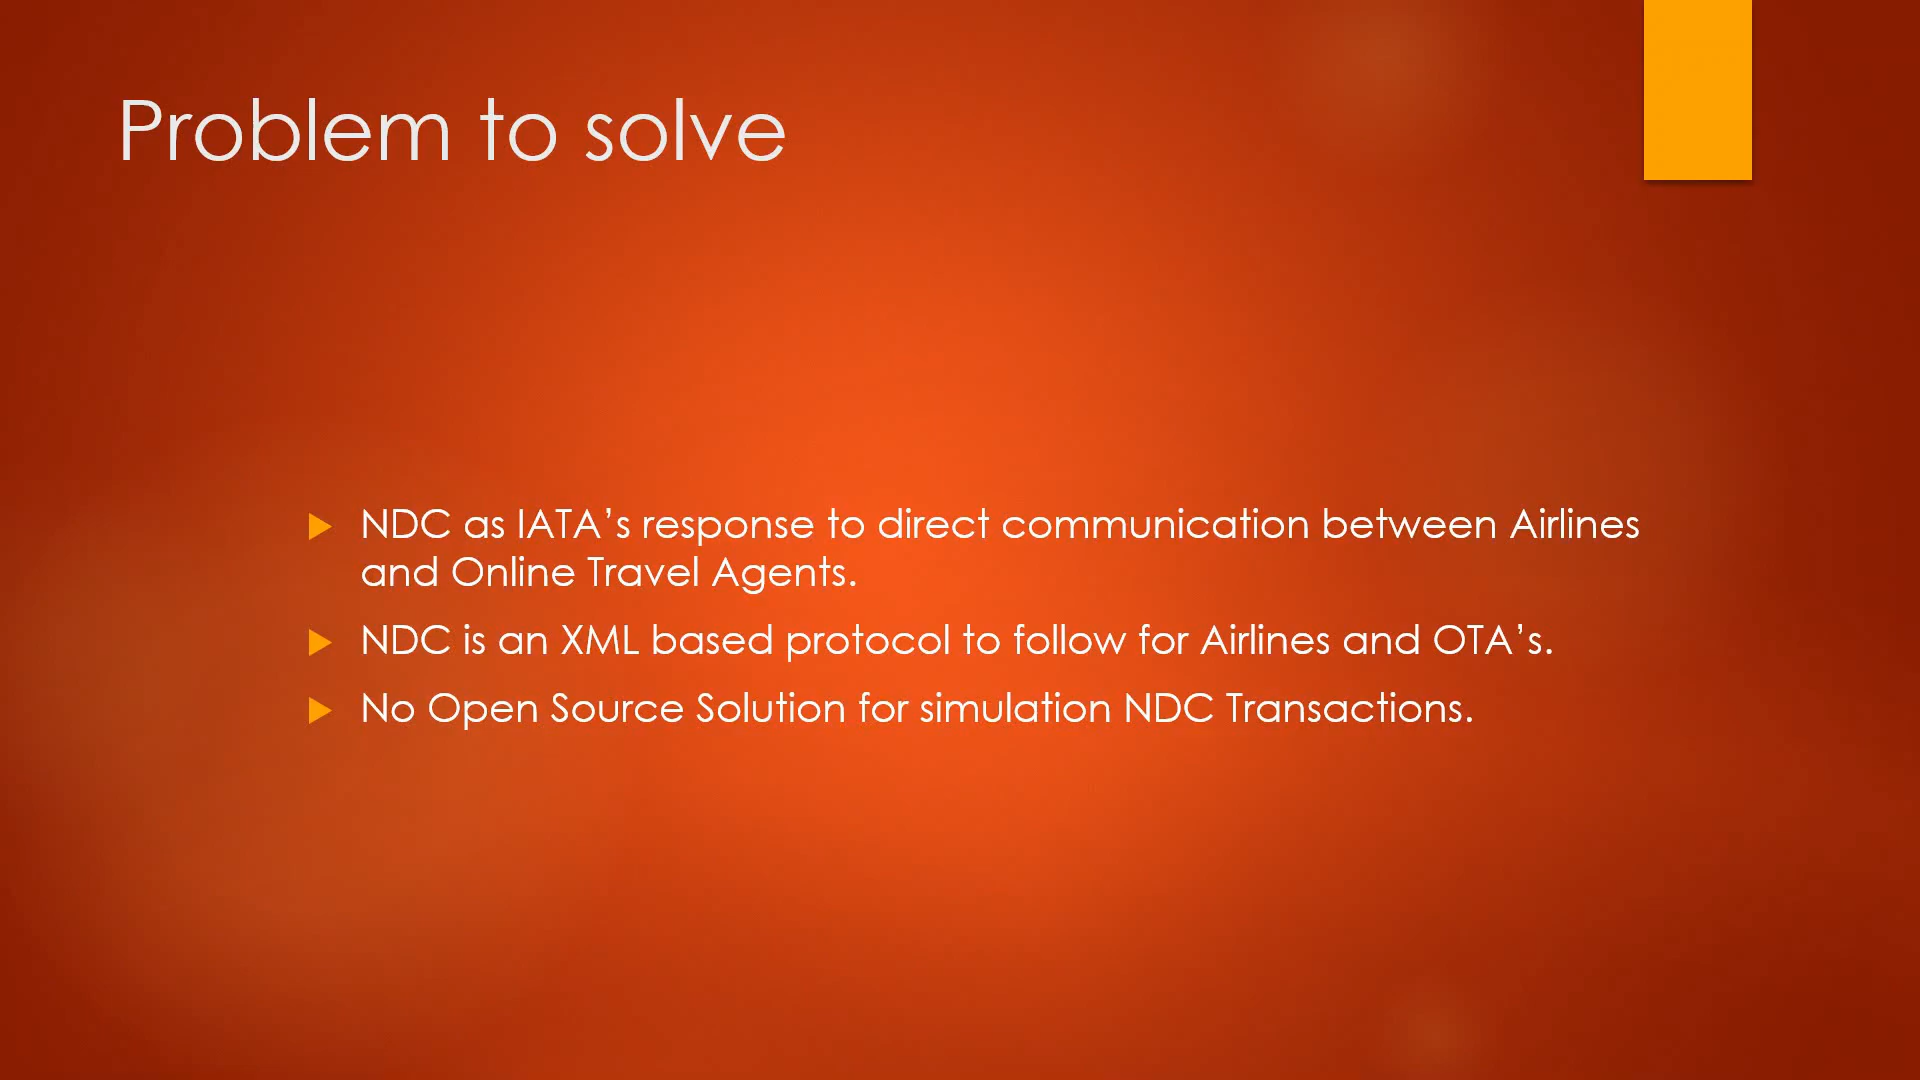 Problem to solve
NDC as IATA’s response to direct communication between Airlines
and Online Travel Agents.
NDC is an XML based protocol to follow for Airlines and OTA’s.
No Open Source Solution for simulation NDC Transactions.